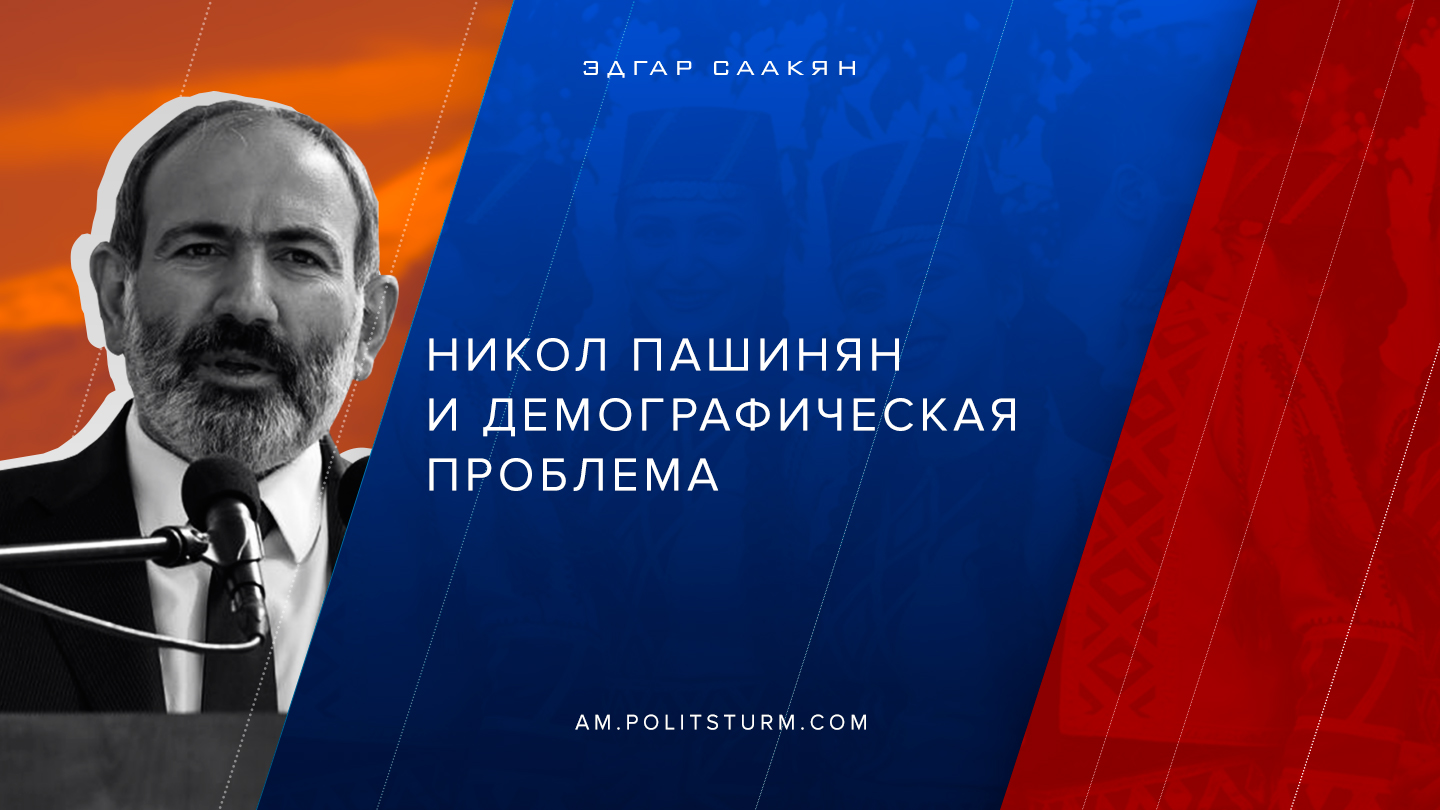 ЭДГАР СААКЯН
НИКОЛ ПАШИНЯН
И ДЕМОГРАФИЧЕСКАЯ
ПРОБЛЕМА
AM.POLITSTURM.COM